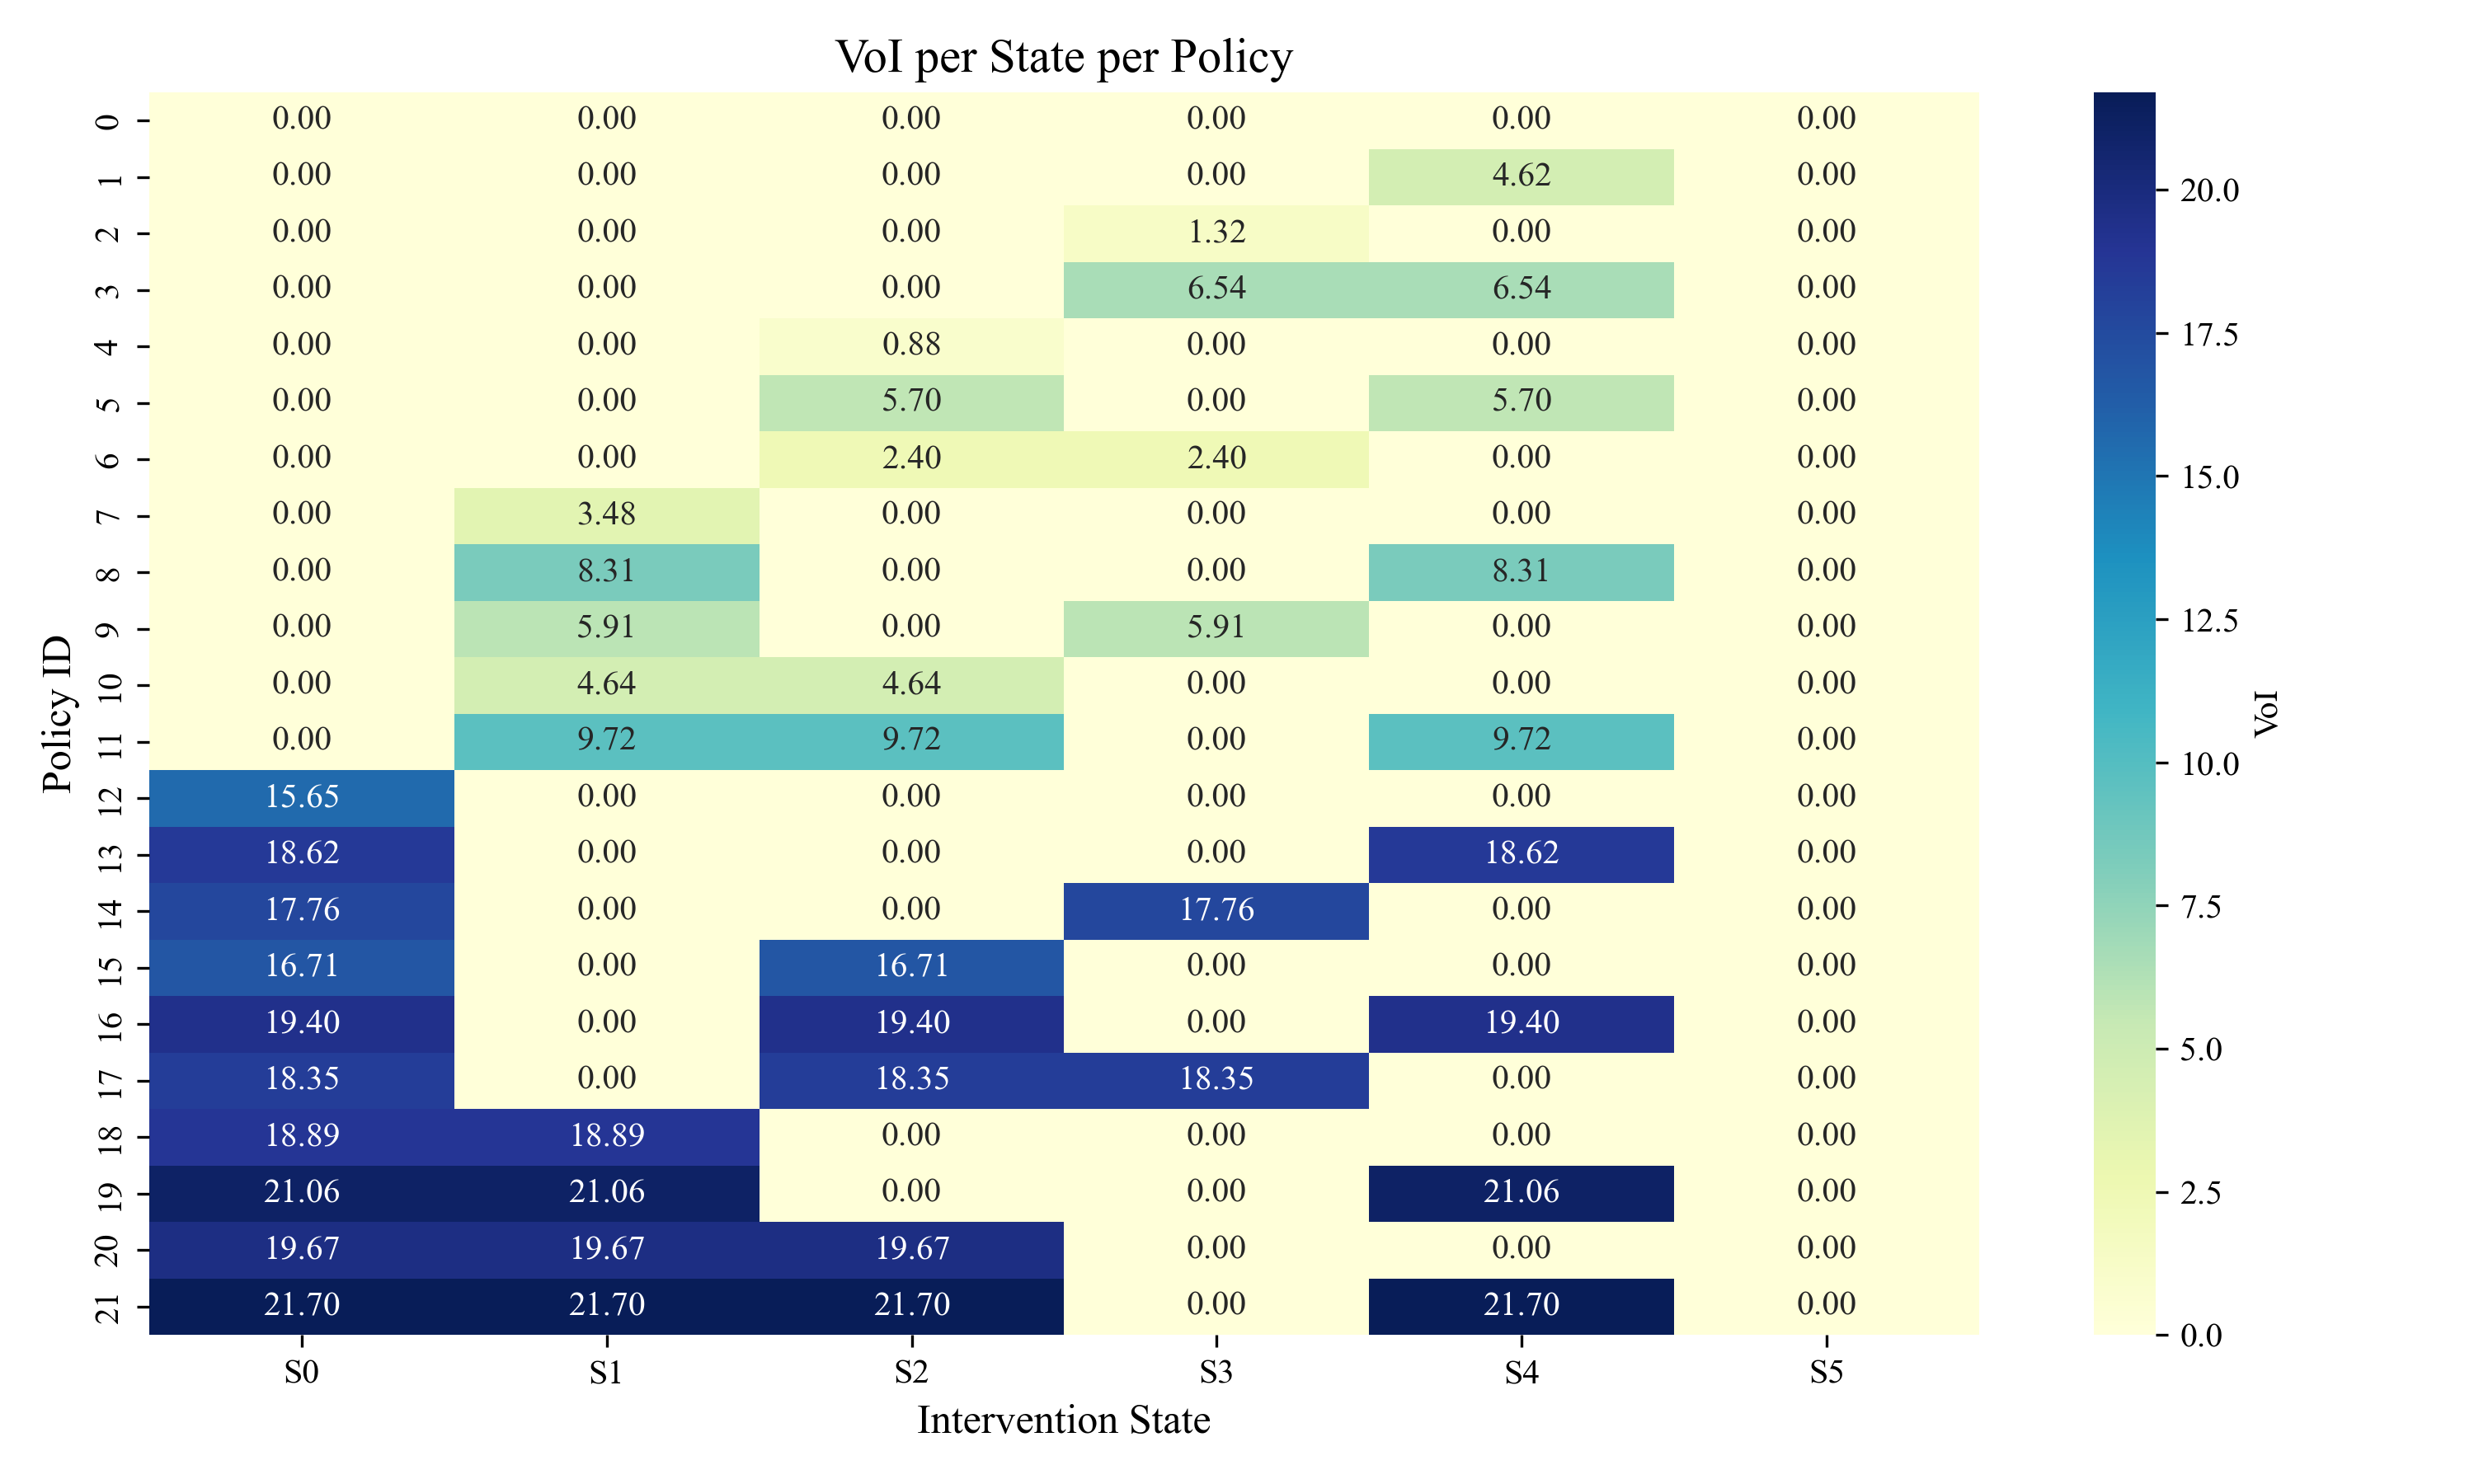 VoI per State per Policy
0 0.00 0.00 0.00 0.00 0.00 0.00
1 0.00 0.00 0.00 0.00 4.62 0.00
2 0.00 0.00 0.00 1.32 0.00 0.00
3 0.00 0.00 0.00 6.54 6.54 0.00
4 0.00 0.00 0.88 0.00 0.00 0.00
5 0.00 0.00 5.70 0.00 5.70 0.00
6 0.00 0.00 2.40 2.40 0.00 0.00
7 0.00 3.48 0.00 0.00 0.00 0.00
8 0.00 8.31 0.00 0.00 8.31 0.00
9 0.00 5.91 0.00 5.91 0.00 0.00
10 0.00 4.64 4.64 0.00 0.00 0.00
11 0.00 9.72 9.72 0.00 9.72 0.00
12 15.65 0.00 0.00 0.00 0.00 0.00
13 18.62 0.00 0.00 0.00 18.62 0.00
14 17.76 0.00 0.00 17.76 0.00 0.00
15 16.71 0.00 16.71 0.00 0.00 0.00
16 19.40 0.00 19.40 0.00 19.40 0.00
17 18.35 0.00 18.35 18.35 0.00 0.00
18 18.89 18.89 0.00 0.00 0.00 0.00
19 21.06 21.06 0.00 0.00 21.06 0.00
20 19.67 19.67 19.67 0.00 0.00 0.00
21 21.70 21.70 21.70 0.00 21.70 0.00
S0 S1 S2 S3 S4 S5
Intervention State
Policy ID
20.0
17.5
15.0
12.5
10.0
7.5
5.0
2.5
0.0
VoI